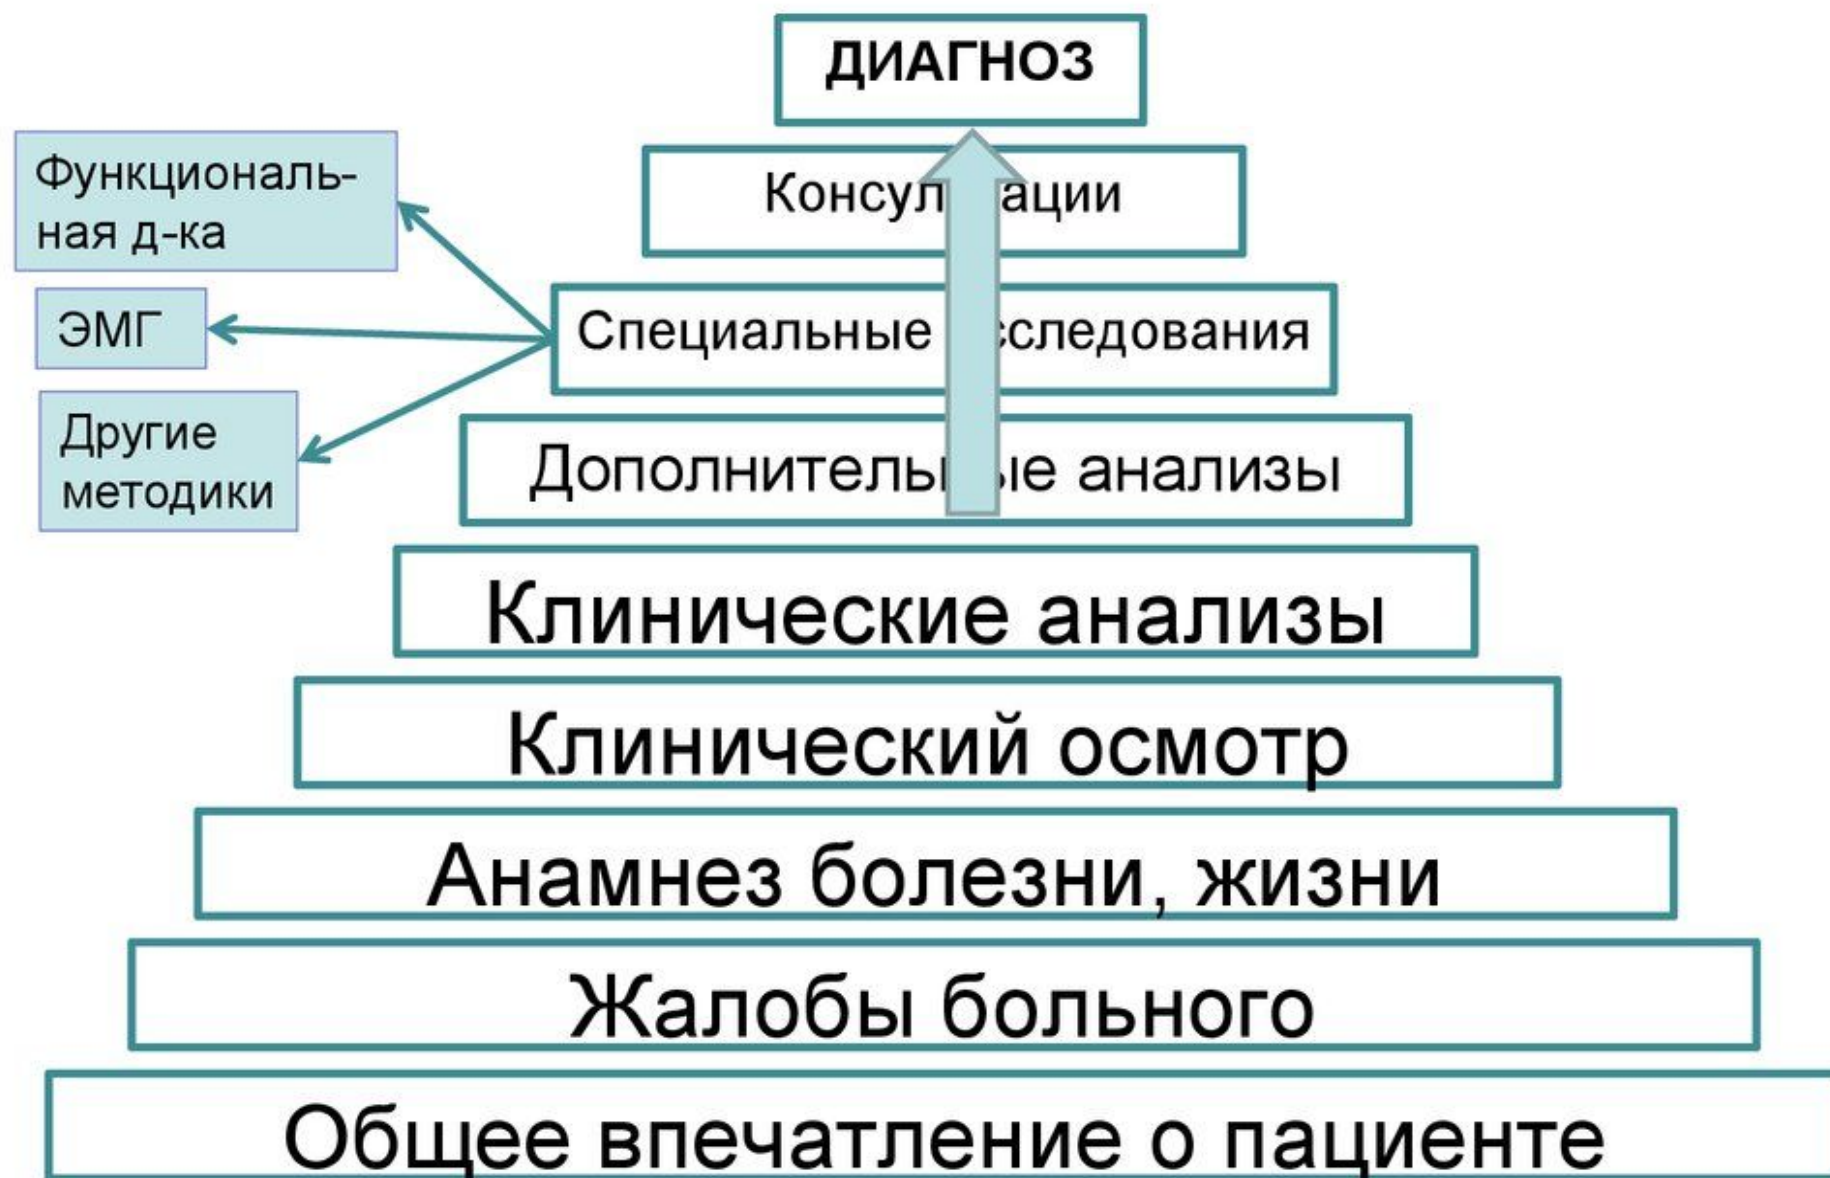 ДИАГНОЗ
Консул ации
Специальные сследования
Дополнитель ые анализы
Клинические анализы
Клинический осмотр
Анамнез болезни, жизни
Жалобы больного
Общее впечатление о пациенте
Функциональ-
ная д-ка
ЭМГ
Другие
методики